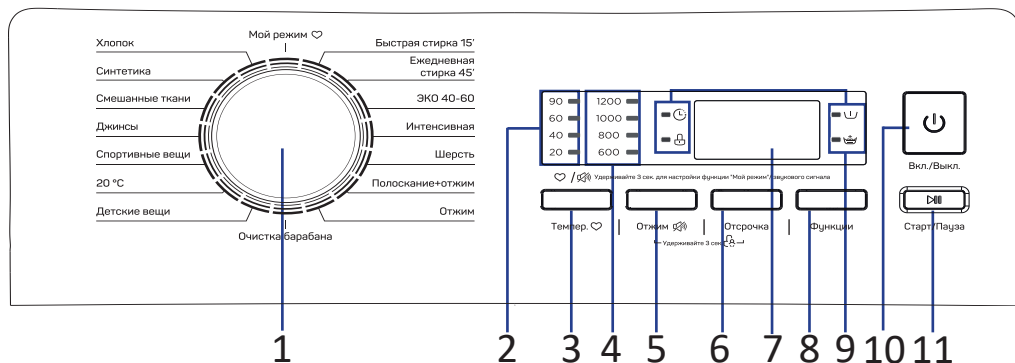 Мой режим
Хлопок
Синтетика
Смешанные ткани
Джинсы
Спортивные вещи
20 °C
Детские вещи
Быстрая стирка 15'
Ежедневная
стирка 45'
ЭКО 40-60
Интенсивная
Шерсть
Полоскание+отжим
Отжим
Очистка барабана
90
60
40
20
1200
1000
800
600
/ Удерживайте 3 сек. для настройки функции "Мой режим"/звукового сигнала
Темпер.
Отжим
Отсрочка
Функции
Удерживайте 3 сек.
Вкл./Выкл.
Старт/Пауза
1 2 3 4 5 6 7 8 9 10 11